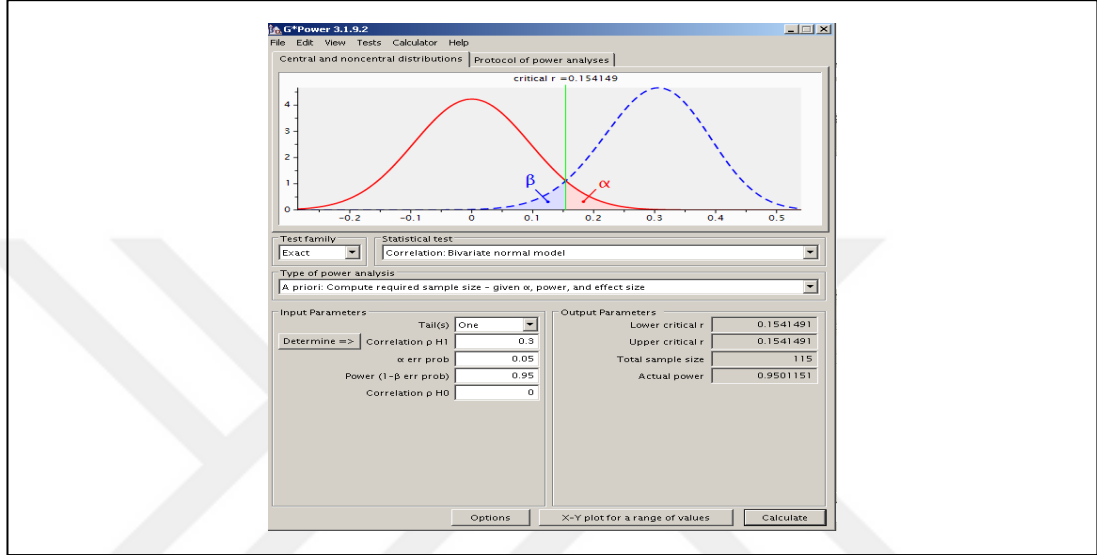 G*Power 3.1.9.2
File Edit View Tests Calculator Help
Central and noncentral distributions Protocol of power analyses
critical r =0.154149
4
3
2
1
0
β α
-0.2 -0.1 0 0.1 0.2 0.3 0.4 0.5
Test family Statistical test
Exact Correlation: Bivariate normal model
Type of power analysis
A priori: Compute required sample size – given α, power, and effect size
Input Parameters Output Parameters
Tail(s) One Lower critical r 0.1541491
Determine => Correlation ρ H1 0.3 Upper critical r 0.1541491
α err prob 0.05 Total sample size 115
Power (1-β err prob) 0.95 Actual power 0.9501151
Correlation ρ H0 0
Options X-Y plot for a range of values Calculate